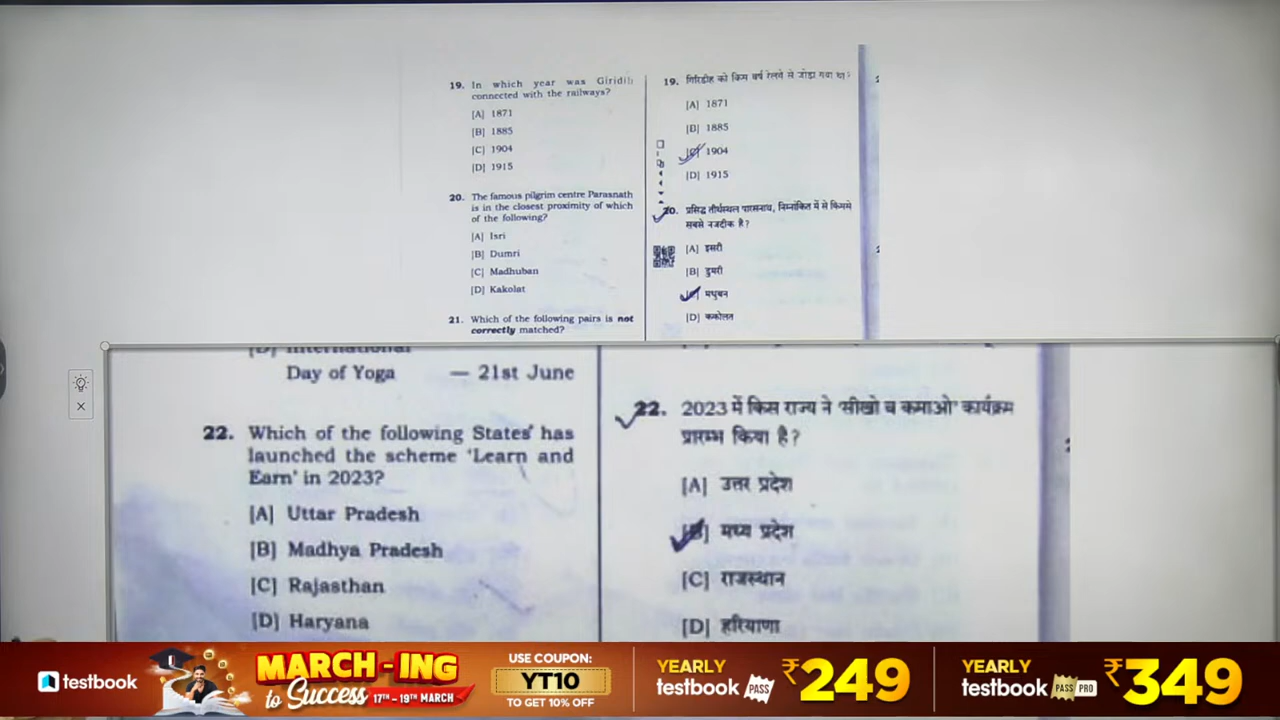 19. In which year was Giridih
connected with the railways?
[A] 1871
[B] 1885
[C] 1904
[D] 1915
20. The famous pilgrim centre Parasnath
is in the closest proximity of which
of the following?
[A] Isri
[B] Dumri
[C] Madhuban
[D] Kakolat
21. Which of the following pairs is not
correctly matched?
19. गिरिडीह को किस वर्ष रेलवे से जोड़ा गया था?
[A] 1871
[B] 1885
[C] 1904
[D] 1915
20. प्रसिद्ध तीर्थस्थल पारसनाथ, निम्नांकित में से किसमे
सबसे नजदीक है?
[A] इसरी
[B] डुमरी
मधुबन
[D] ककोलत
[D] International
Day of Yoga — 21st June
22. Which of the following States has
launched the scheme 'Learn and
Earn' in 2023?
[A] Uttar Pradesh
[B] Madhya Pradesh
[C] Rajasthan
[D] Haryana
22. 2023 में किस राज्य ने 'सीखो व कमाओ' कार्यक्रम
प्रारम्भ किया है?
[A] उत्तर प्रदेश
[B] मध्य प्रदेश
[C] राजस्थान
[D] हरियाणा
testbook
MARCH-ING
to Success 17TH - 19TH MARCH
USE COUPON:
YT10
TO GET 10% OFF
YEARLY
testbook PASS
₹249
YEARLY
testbook PASS PRO
₹349